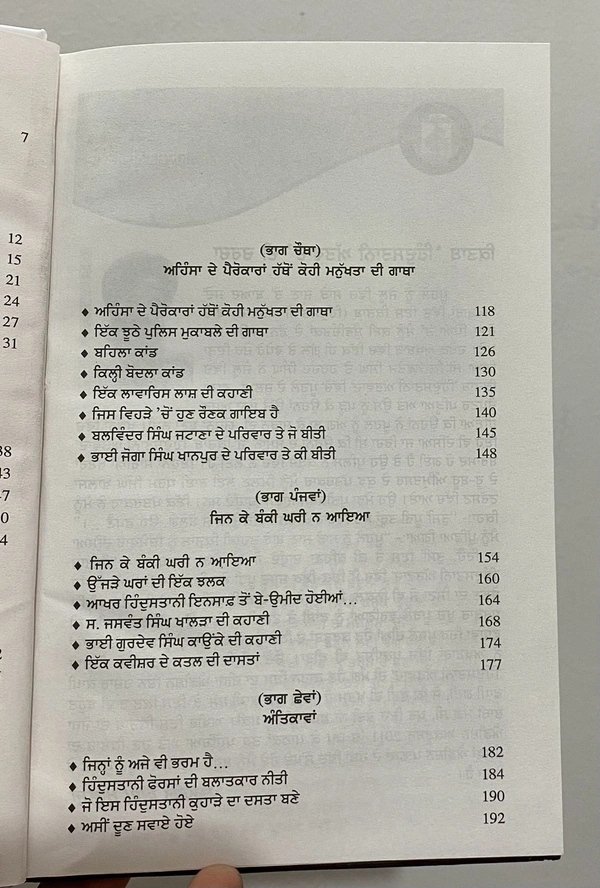 7
12
15
21
24
27
31
38
43
47
(ਭਾਗ ਚੌਥਾ)
ਅਹਿੰਸਾ ਦੇ ਪੈਰੋਕਾਰਾਂ ਹੱਥੋਂ ਕੋਹੀ ਮਨੁੱਖਤਾ ਦੀ ਗਾਥਾ
♦ ਅਹਿੰਸਾ ਦੇ ਪੈਰੋਕਾਰਾਂ ਹੱਥੋਂ ਕੋਹੀ ਮਨੁੱਖਤਾ ਦੀ ਗਾਥਾ 118
♦ ਇੱਕ ਝੂਠੇ ਪੁਲਿਸ ਮੁਕਾਬਲੇ ਦੀ ਗਾਥਾ 121
♦ ਬਹਿਲਾ ਕਾਂਡ 126
♦ ਕਿਲ੍ਹੀ ਬੋਦਲਾ ਕਾਂਡ 130
♦ ਇੱਕ ਲਾਵਾਰਿਸ ਲਾਸ਼ ਦੀ ਕਹਾਣੀ 135
♦ ਜਿਸ ਵਿਹੜੇ 'ਚੋਂ ਹੁਣ ਰੌਣਕ ਗਾਇਬ ਹੈ 140
♦ ਬਲਵਿੰਦਰ ਸਿੰਘ ਜਟਾਣਾ ਦੇ ਪਰਿਵਾਰ ਤੇ ਜੋ ਬੀਤੀ 145
♦ ਭਾਈ ਜੋਗਾ ਸਿੰਘ ਖਾਨਪੁਰ ਦੇ ਪਰਿਵਾਰ ਤੇ ਕੀ ਬੀਤੀ 148
(ਭਾਗ ਪੰਜਵਾਂ)
ਜਿਨ ਕੇ ਬੰਕੀ ਘਰੀ ਨ ਆਇਆ
♦ ਜਿਨ ਕੇ ਬੰਕੀ ਘਰੀ ਨ ਆਇਆ 154
♦ ਉੱਜੜੇ ਘਰਾਂ ਦੀ ਇੱਕ ਝਲਕ 160
♦ ਆਖਰ ਹਿੰਦੁਸਤਾਨੀ ਇਨਸਾਫ਼ ਤੋਂ ਬੇ-ਉਮੀਦ ਹੋਈਆਂ... 164
♦ ਸ. ਜਸਵੰਤ ਸਿੰਘ ਖਾਲੜਾ ਦੀ ਕਹਾਣੀ 168
♦ ਭਾਈ ਗੁਰਦੇਵ ਸਿੰਘ ਕਾਉਂਕੇ ਦੀ ਕਹਾਣੀ 174
♦ ਇੱਕ ਕਵੀਸ਼ਰ ਦੇ ਕਤਲ ਦੀ ਦਾਸਤਾਂ 177
(ਭਾਗ ਛੇਵਾਂ)
ਅੰਤਿਕਾਵਾਂ
♦ ਜਿਨ੍ਹਾਂ ਨੂੰ ਅਜੇ ਵੀ ਭਰਮ ਹੈ... 182
♦ ਹਿੰਦੁਸਤਾਨੀ ਫੋਰਸਾਂ ਦੀ ਬਲਾਤਕਾਰ ਨੀਤੀ 184
♦ ਜੋ ਇਸ ਹਿੰਦੁਸਤਾਨੀ ਕੁਹਾੜੇ ਦਾ ਦਸਤਾ ਬਣੇ 190
♦ ਅਸੀਂ ਦੂਣ ਸਵਾਏ ਹੋਏ 192